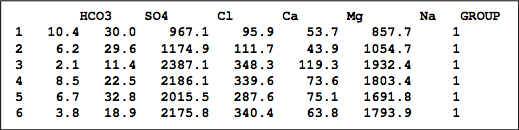 HCO3 SO4 Cl Ca Mg Na GROUP
1 10.4 30.0 967.1 95.9 53.7 857.7 1
2 6.2 29.6 1174.9 111.7 43.9 1054.7 1
3 2.1 11.4 2387.1 348.3 119.3 1932.4 1
4 8.5 22.5 2186.1 339.6 73.6 1803.4 1
5 6.7 32.8 2015.5 287.6 75.1 1691.8 1
6 3.8 18.9 2175.8 340.4 63.8 1793.9 1